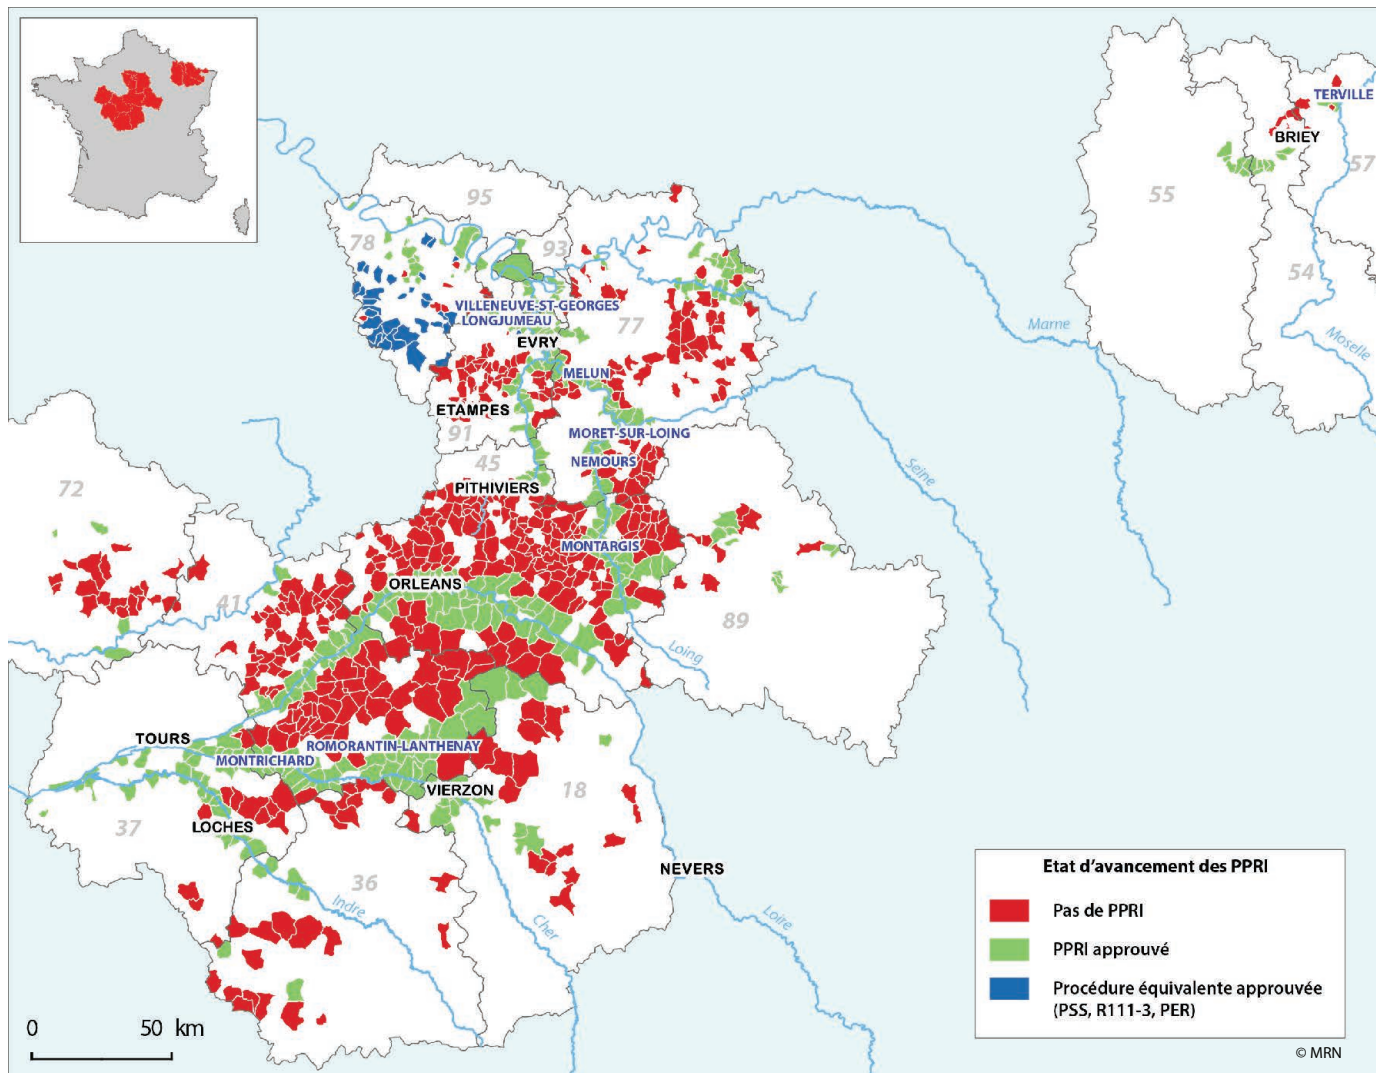 95
78
93
VILLENEUVE-ST-GEORGES
LONGJUMEAU
77
EVRY
MELUN
ETAMPES
91
MORET-SUR-LOING
45
NEMOURS
PITHIVIERS
72
MONTARGIS
ORLEANS
41
89
Loing
TOURS
ROMORANTIN-LANTHENAY
MONTRICHARD
VIERZON
18
37
LOCHES
NEVERS
36
Indre
Cher
Loire
Seine
Marne
TERVILLE
BRIEY
57
55
54
Moselle
0 50 km
Etat d'avancement des PPRI
Pas de PPRI
PPRI approuvé
Procédure équivalente approuvée
(PSS, R111-3, PER)
© MRN